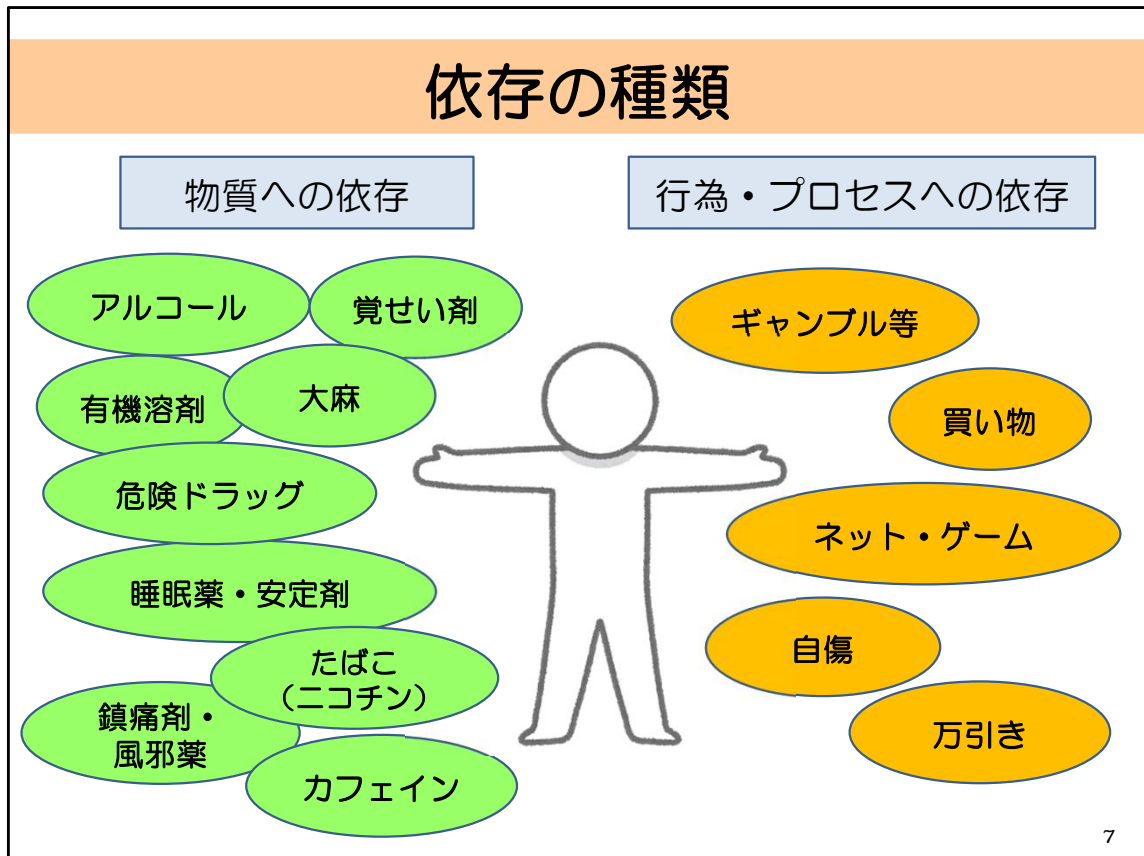 依存の種類
物質への依存
行為・プロセスへの依存
アルコール
覚せい剤
有機溶剤
大麻
危険ドラッグ
睡眠薬・安定剤
たばこ
（ニコチン）
鎮痛剤・
風邪薬
カフェイン
ギャンブル等
買い物
ネット・ゲーム
自傷
万引き
7